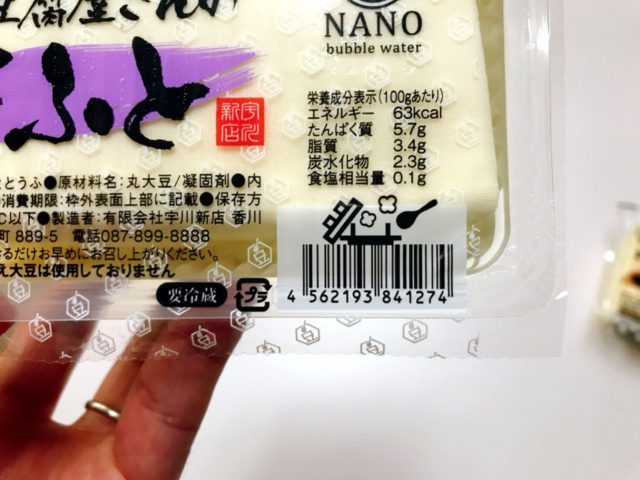 豆腐屋さんの
NANO
bubble water
とうふ
宇川
新店
栄養成分表示(100gあたり)
エネルギー 63kcal
たんぱく質 5.7g
脂質 3.4g
炭水化物 2.3g
食塩相当量 0.1g
とうふ●原材料名:丸大豆/凝固剤●内
消費期限:枠外表面上部に記載●保存方
℃以下●製造者:有限会社宇川新店 香川
町 889-5 電話087-899-8888
るだけお早めにお召し上がりください。
え大豆は使用しておりません
要冷蔵
プラ
4 562193 841274